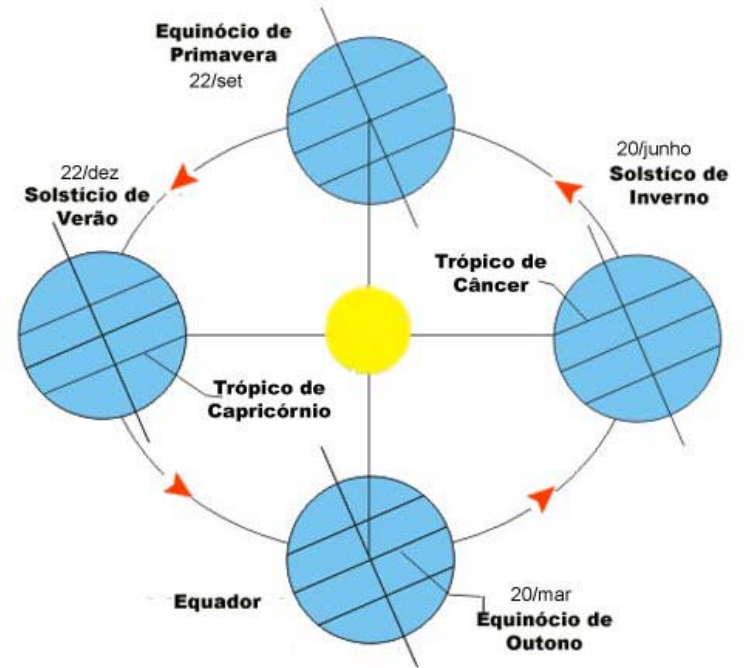 Equinócio de
Primavera
22/set
20/junho
Solstíco de
Inverno
22/dez
Solstício de
Verão
Trópico de
Câncer
Trópico de
Capricórnio
Equador
20/mar
Equinócio de
Outono